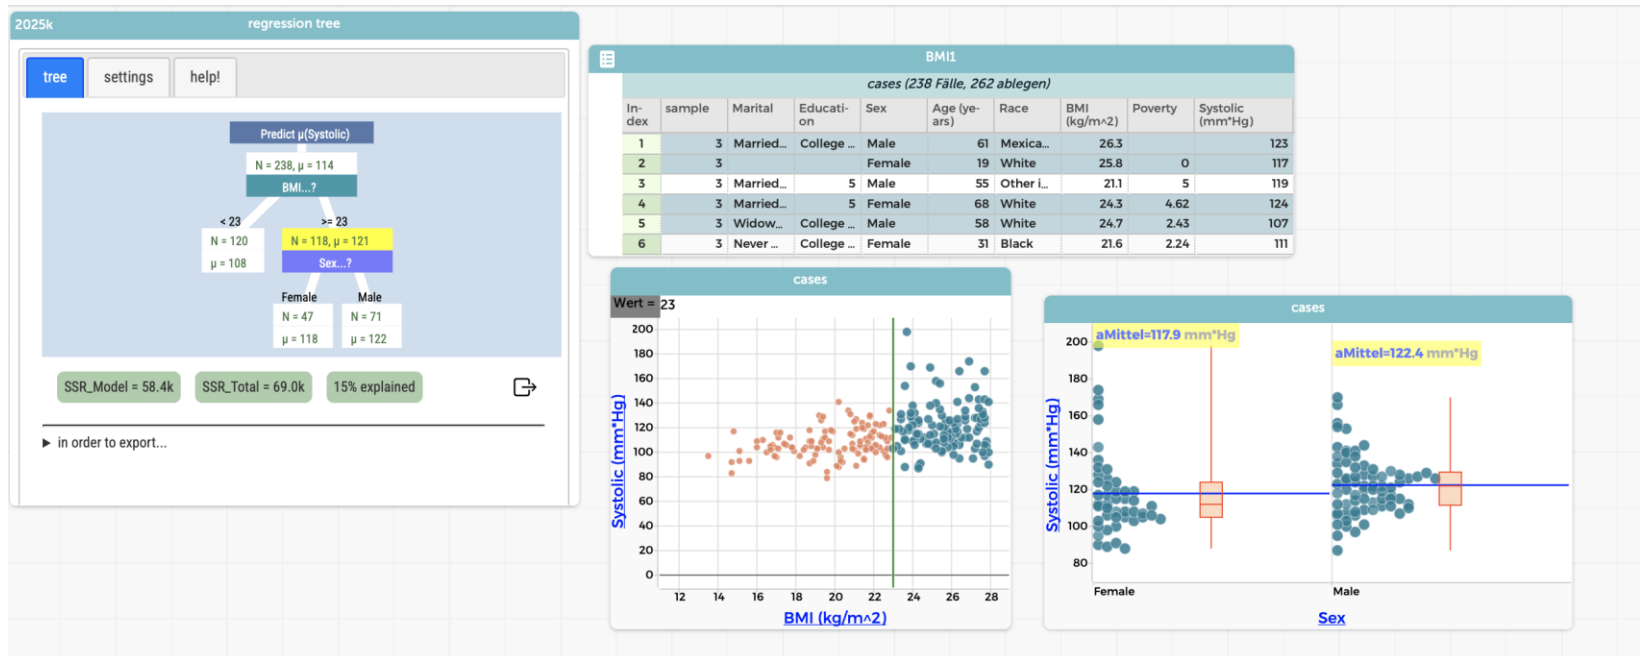 2025k
regression tree
tree settings help!
Predict μ(Systolic)
N = 238, μ = 114
BMI...?
< 23 >= 23
N = 120
μ = 108
N = 118, μ = 121
Sex...?
Female Male
N = 47 N = 71
μ = 118 μ = 122
SSR_Model = 58.4k SSR_Total = 69.0k 15% explained
▶ in order to export...
BMI1
cases (238 Fälle, 262 ablegen)
In-
dex sample Marital Educati-
on Sex Age (ye-
ars) Race BMI
(kg/m^2) Poverty Systolic
(mm*Hg)
1 3 Married... College ... Male 61 Mexica... 26.3 123
2 3 Female 19 White 25.8 0 117
3 3 Married... 5 Male 55 Other i... 21.1 5 119
4 3 Married... 5 Female 68 White 24.3 4.62 124
5 3 Widow... College ... Male 58 White 24.7 2.43 107
6 3 Never ... College ... Female 31 Black 21.6 2.24 111
cases
Wert = 23
200
180
160
140
120
100
80
60
40
20
0
Systolic (mm*Hg)
12 14 16 18 20 22 24 26 28
BMI (kg/m^2)
cases
aMittel=117.9 mm*Hg
aMittel=122.4 mm*Hg
200
180
160
140
120
100
80
Systolic (mm*Hg)
Female Male
Sex